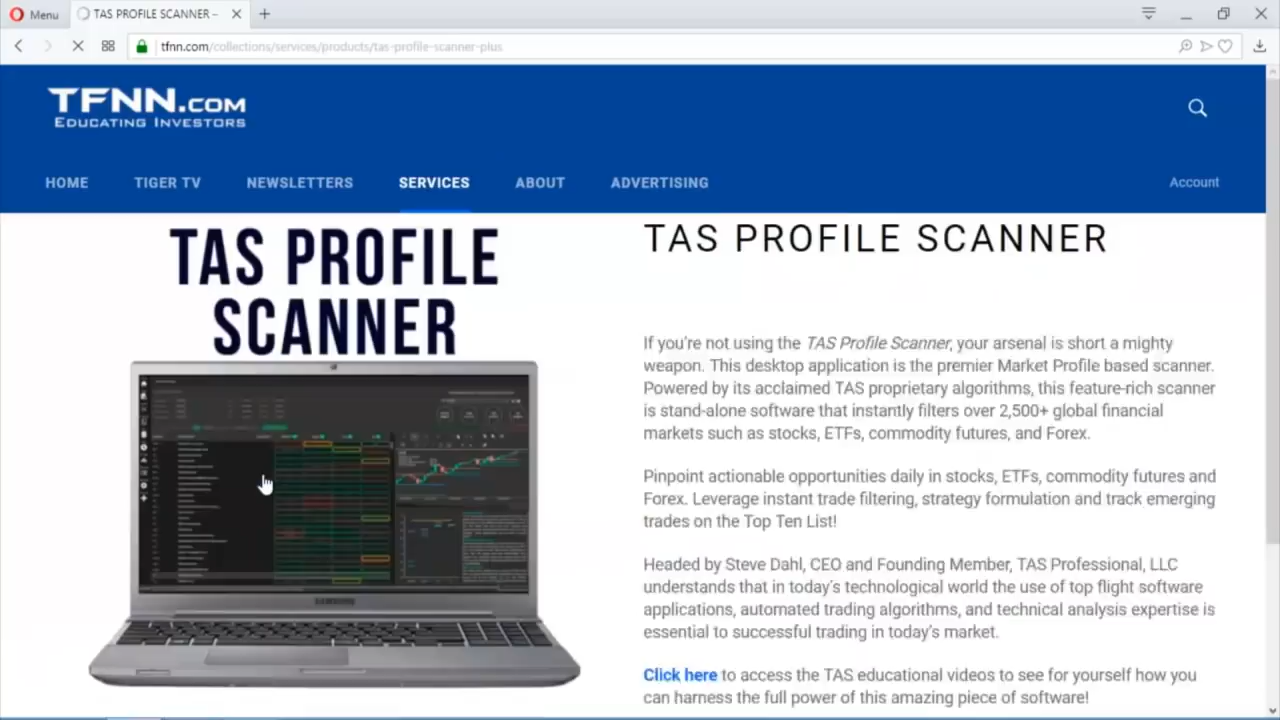 Menu
TAS PROFILE SCANNER –
tfnn.com/collections/services/products/tas-profile-scanner-plus
TFNN.COM
EDUCATING INVESTORS
HOME
TIGER TV
NEWSLETTERS
SERVICES
ABOUT
ADVERTISING
Account
TAS PROFILE
SCANNER
SAMSUNG
TAS PROFILE SCANNER
If you're not using the TAS Profile Scanner, your arsenal is short a mighty
weapon. This desktop application is the premier Market Profile based scanner.
Powered by its acclaimed TAS proprietary algorithms, this feature-rich scanner
is stand-alone software that instantly filters over 2,500+ global financial
markets such as stocks, ETFs, commodity futures, and Forex.
Pinpoint actionable opportunities daily in stocks, ETFs, commodity futures and
Forex. Leverage instant trade filtering, strategy formulation and track emerging
trades on the Top Ten List!
Headed by Steve Dahl, CEO and Founding Member, TAS Professional, LLC
understands that in today's technological world the use of top flight software
applications, automated trading algorithms, and technical analysis expertise is
essential to successful trading in today's market.
Click here to access the TAS educational videos to see for yourself how you
can harness the full power of this amazing piece of software!